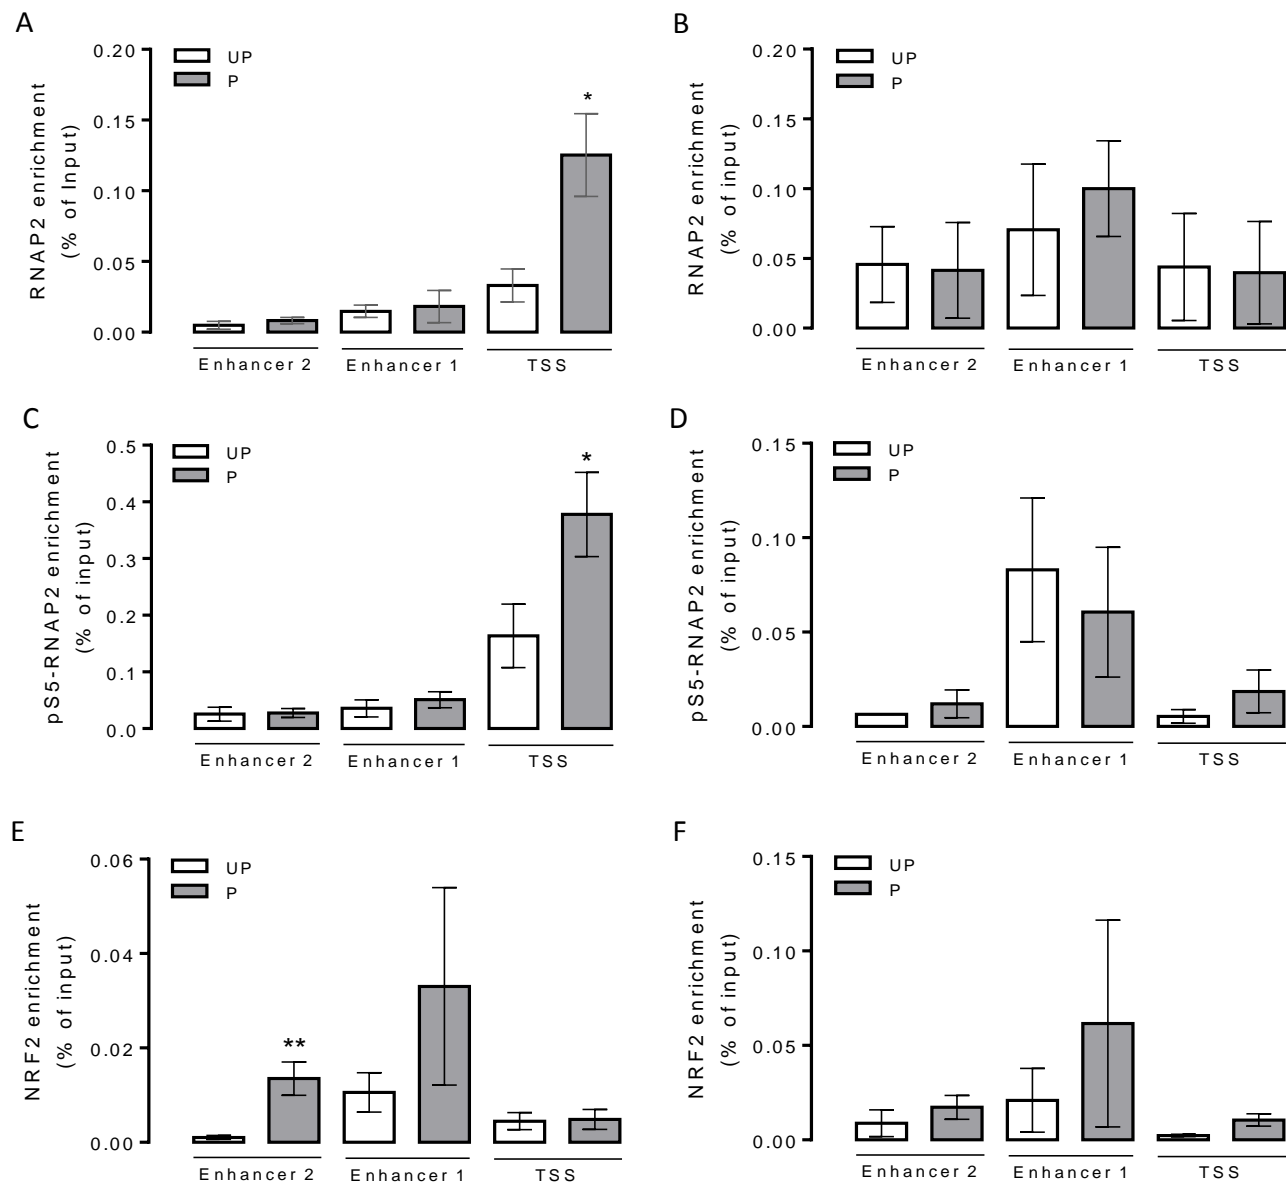 A
RNAP2 enrichment
(% of Input)
0.20
0.15
0.10
0.05
0.00
UP
P
*
Enhancer 2
Enhancer 1
TSS
B
RNAP2 enrichment
(% of input)
0.20
0.15
0.10
0.05
0.00
UP
P
Enhancer 2
Enhancer 1
TSS
C
pS5-RNAP2 enrichment
(% of input)
0.5
0.4
0.3
0.2
0.1
0.0
UP
P
*
Enhancer 2
Enhancer 1
TSS
D
pS5-RNAP2 enrichment
(% of input)
0.15
0.10
0.05
0.00
UP
P
Enhancer 2
Enhancer 1
TSS
E
NRF2 enrichment
(% of input)
0.06
0.04
0.02
0.00
UP
P
**
Enhancer 2
Enhancer 1
TSS
F
NRF2 enrichment
(% of input)
0.15
0.10
0.05
0.00
UP
P
Enhancer 2
Enhancer 1
TSS